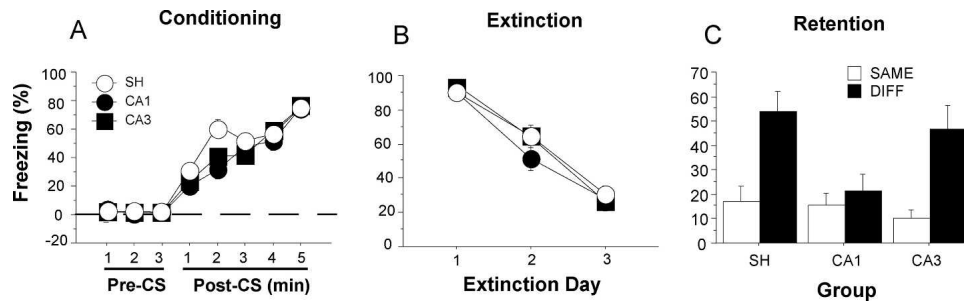 Conditioning
A
SH
CA1
CA3
Freezing (%)
100
80
60
40
20
0
-20
1 2 3 1 2 3 4 5
Pre-CS Post-CS (min)
Extinction
B
100
80
60
40
20
0
1 2 3
Extinction Day
Retention
C
SAME
DIFF
70
60
50
40
30
20
10
0
SH CA1 CA3
Group